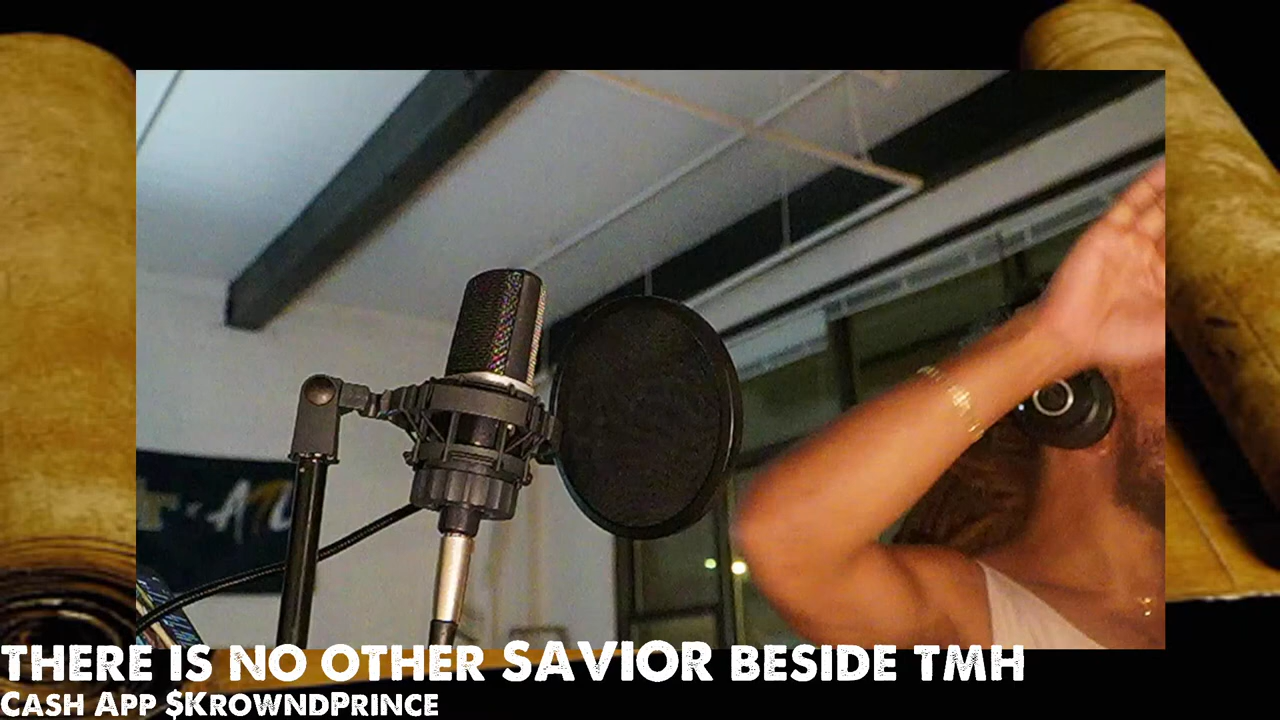 THERE IS NO OTHER SAVIOR BESIDE TMH
CASH APP $KROWNDPRINCE